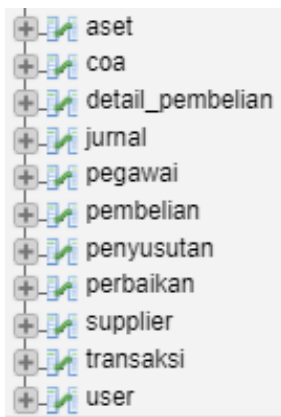 aset
coa
detail_pembelian
jurnal
pegawai
pembelian
penyusutan
perbaikan
supplier
transaksi
user